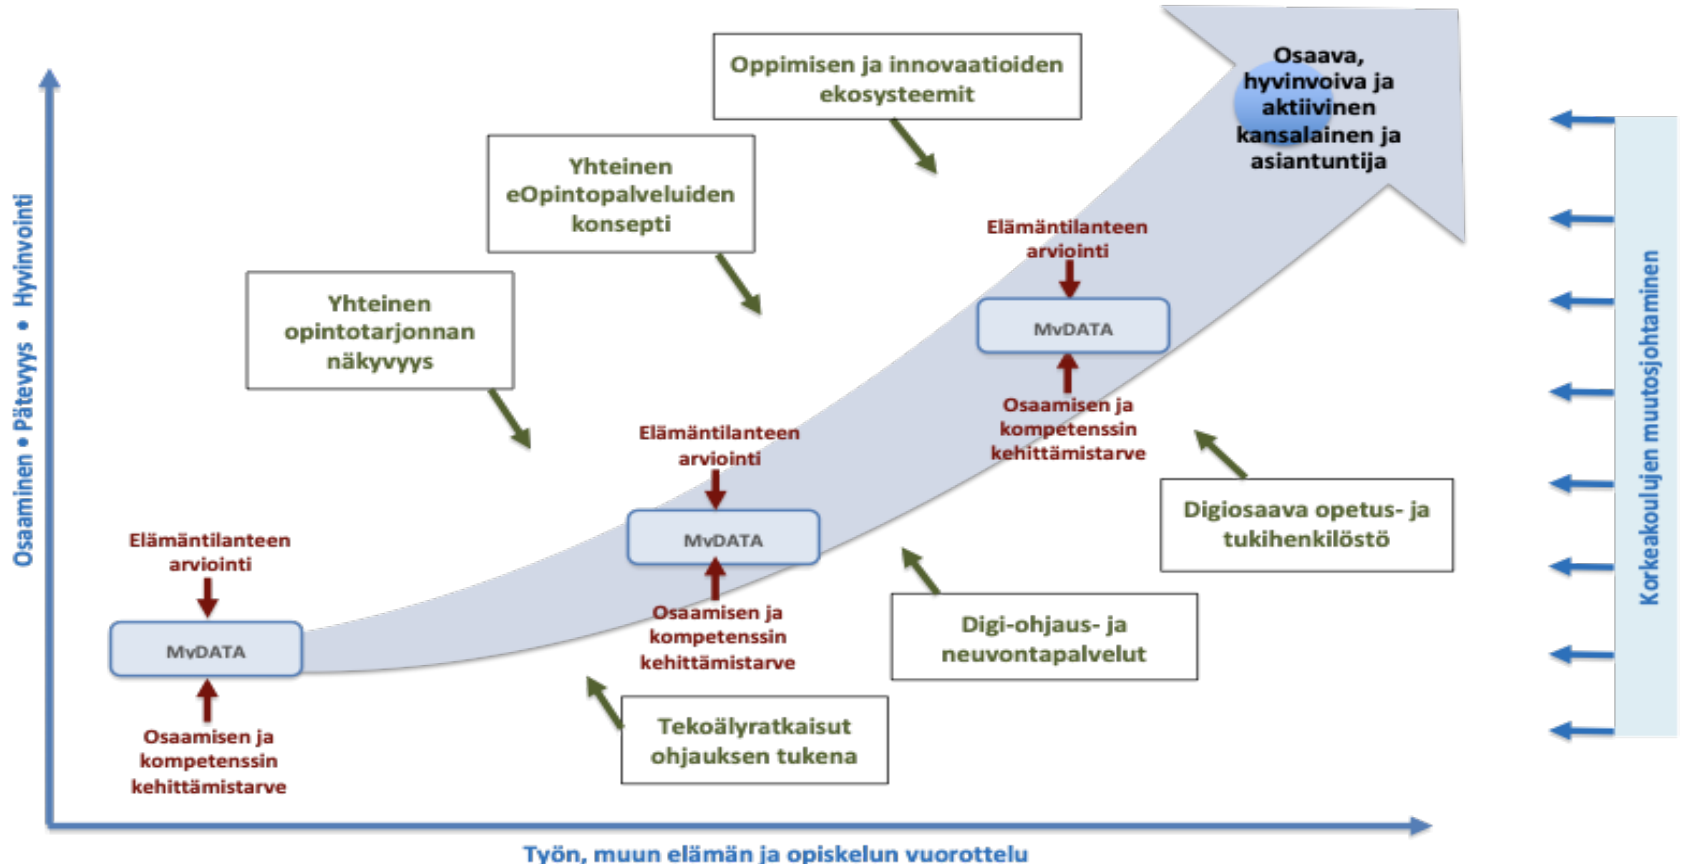 Oppimisen ja innovaatioiden
ekosysteemit
Osaava,
hyvinvoiva ja
aktiivinen
kansalainen ja
asiantuntija
Yhteinen
eOpintopalveluiden
konsepti
Yhteinen
opintotarjonnan
näkyvyys
Elämäntilanteen
arviointi
MyDATA
Osaamisen ja
kompetenssin
kehittämistarve
Elämäntilanteen
arviointi
MyDATA
Osaamisen ja
kompetenssin
kehittämistarve
Elämäntilanteen
arviointi
MyDATA
Osaamisen ja
kompetenssin
kehittämistarve
Digiosaava opetus- ja
tukihenkilöstö
Digi-ohjaus- ja
neuvontapalvelut
Tekoälyratkaisut
ohjauksen tukena
Osaaminen • Pätevyys • Hyvinvointi
Korkeakoulujen muutosjohtaminen
Työn, muun elämän ja opiskelun vuorottelu